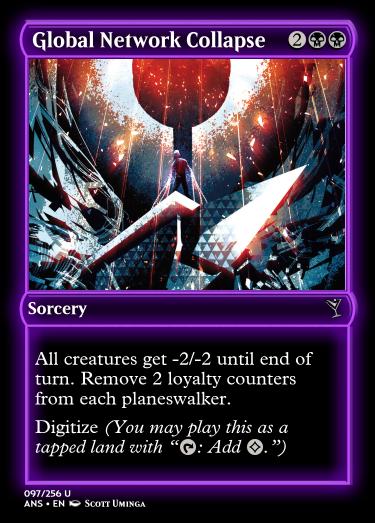 Global Network Collapse 2
Sorcery
All creatures get -2/-2 until end of
turn. Remove 2 loyalty counters
from each planeswalker.
Digitize (You may play this as a
tapped land with “: Add .”)
097/256 U
ANS • EN Scott Uminga